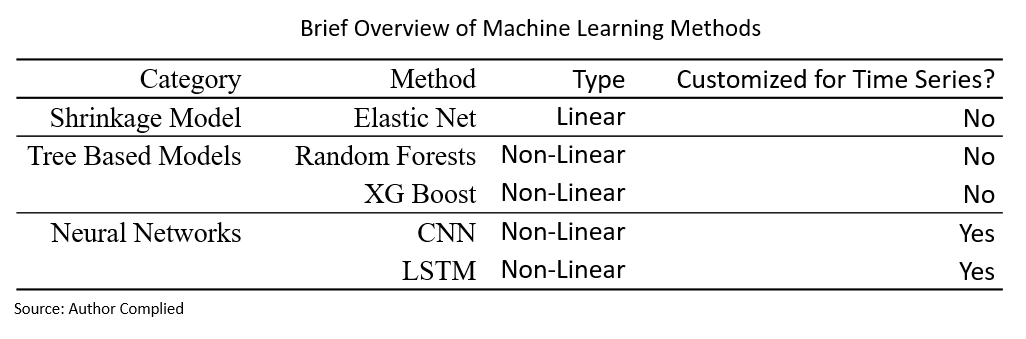 Brief Overview of Machine Learning Methods
Category Method Type Customized for Time Series?
Shrinkage Model Elastic Net Linear No
Tree Based Models Random Forests Non-Linear No
XG Boost Non-Linear No
Neural Networks CNN Non-Linear Yes
LSTM Non-Linear Yes
Source: Author Complied